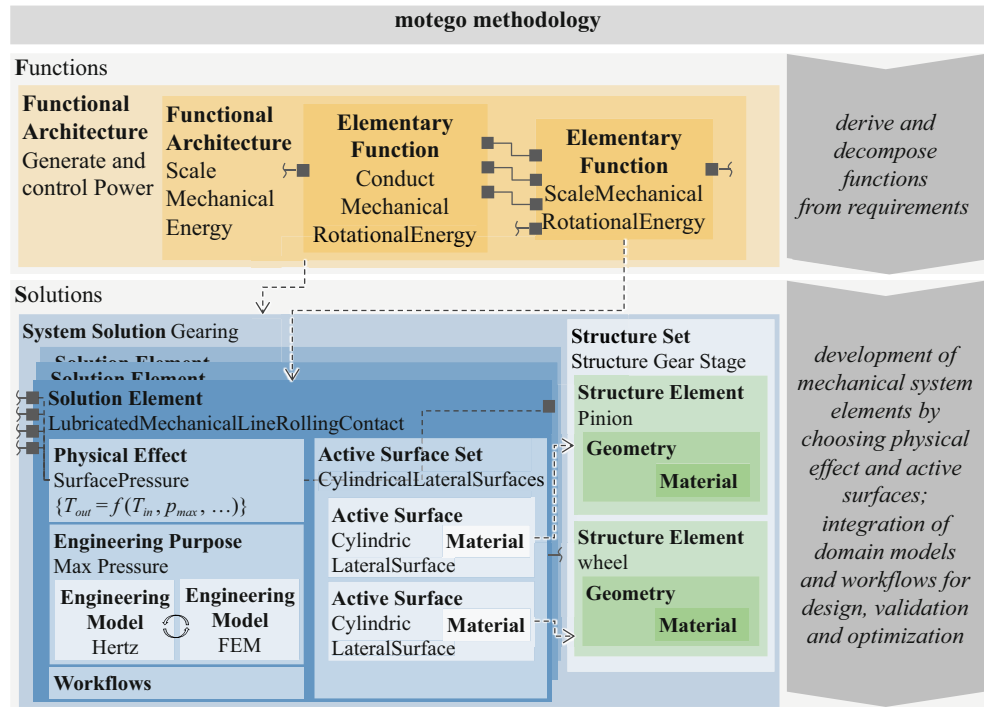 motego methodology
Functions
Functional
Architecture
Generate and
control Power
Functional
Architecture
Scale
Mechanical
Energy
Elementary
Function
Conduct
Mechanical
RotationalEnergy
Elementary
Function
ScaleMechanical
RotationalEnergy
derive and
decompose
functions
from requirements
Solutions
System Solution Gearing
Solution Element
Solution Element
Solution Element
LubricatedMechanicalLineRollingContact
Physical Effect
SurfacePressure
{T_out = f(T_in, p_max, …)}
Engineering Purpose
Max Pressure
Engineering
Model
Hertz
Engineering
Model
FEM
Workflows
Active Surface Set
CylindricalLateralSurfaces
Active Surface
Cylindric
LateralSurface
Material
Active Surface
Cylindric
LateralSurface
Material
Structure Set
Structure Gear Stage
Structure Element
Pinion
Geometry
Material
Structure Element
wheel
Geometry
Material
development of
mechanical system
elements by
choosing physical
effect and active
surfaces;
integration of
domain models
and workflows for
design, validation
and optimization